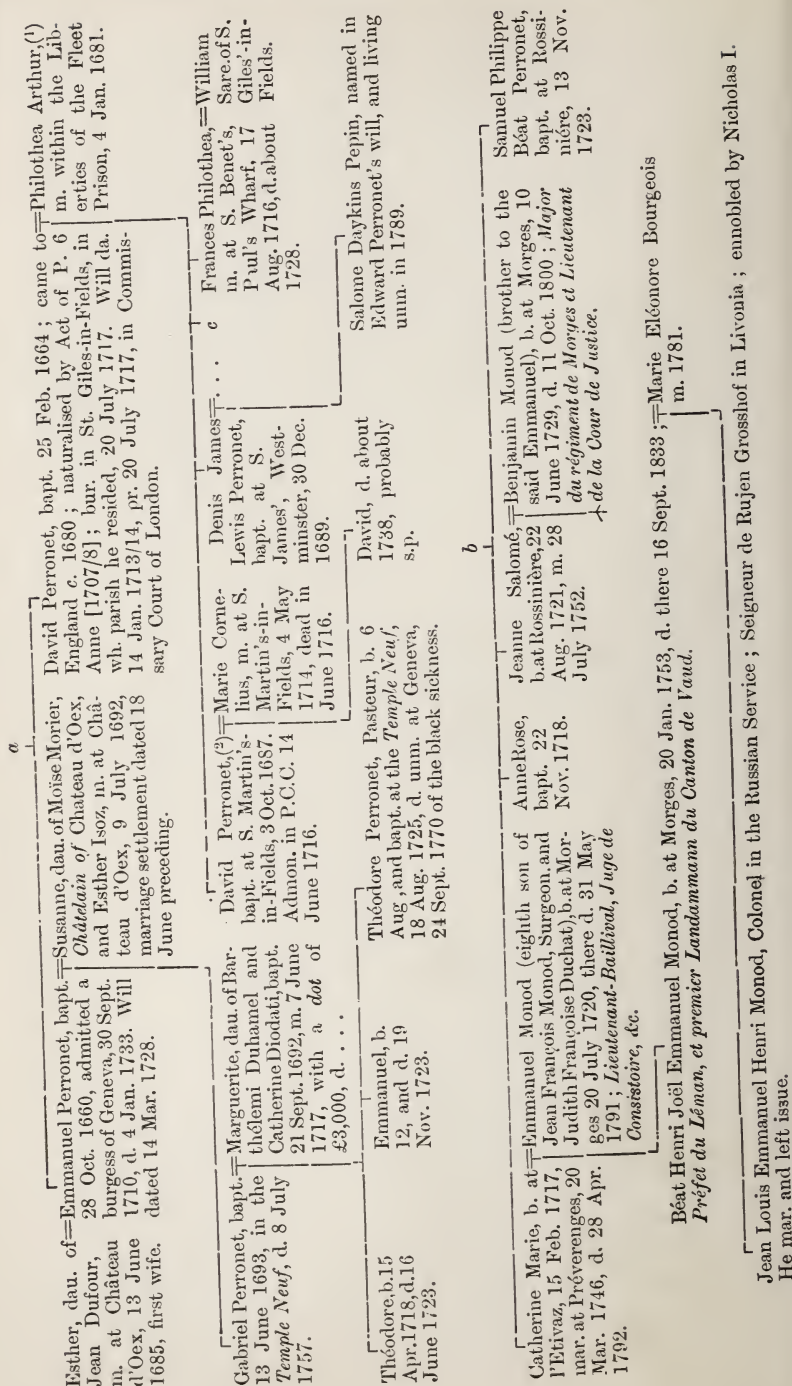 a
Esther, dau. of=
Jean Dufour,
m. at Château
d'Oex, 13 June
1685, first wife.
Emmanuel Perronet, bapt.=
28 Oct. 1660, admitted a
burgess of Geneva, 30 Sept.
1710, d. 4 Jan. 1733. Will
dated 14 Mar. 1728.
Susanne, dau. of Moïse Morier,
Châtelain of Chateau d'Oex,
and Esther Isoz, m. at Châ-
teau d'Oex, 9 July 1692,
marriage settlement dated 18
June preceding.
David Perronet, bapt. 25 Feb. 1664; came to=
England c. 1680; naturalised by Act of P. 6
Anne [1707/8]; bur. in St. Giles-in-Fields, in
wh. parish he resided, 20 July 1717. Will da.
14 Jan. 1713/14, pr. 20 July 1717, in Commis-
sary Court of London.
Philothea Arthur,(¹)
m. within the Lib-
erties of the Fleet
Prison, 4 Jan. 1681.
Gabriel Perronet, bapt.=
13 June 1693, in the
Temple Neuf, d. 8 July
1757.
Marguerite, dau. of Bar-
thélemi Duhamel and
Catherine Diodati, bapt.
21 Sept. 1692, m. 7 June
1717, with a dot of
£3,000, d. . . . .
David Perronet,(²)=
bapt. at S. Martin's-
in-Fields, 3 Oct. 1687.
Admon. in P.C.C. 14
June 1716.
Marie Corne-
lius, m. at S.
Martin's-in-
Fields, 4 May
1714, dead in
June 1716.
Denis James=. . . .
Lewis Perronet,
bapt. at S.
James', West-
minster, 30 Dec.
1689.
c
Frances Philothea,=
m. at S. Benet's,
Paul's Wharf, 17
Aug. 1716, d. about
1728.
William
Sare, of S.
Giles'-in-
Fields.
Théodore, b. 15
Apr. 1718, d. 16
June 1723.
Emmanuel, b.
12, and d. 19
Nov. 1723.
Théodore Perronet, Pasteur, b. 6
Aug., and bapt. at the Temple Neuf,
18 Aug. 1725, d. unm. at Geneva,
24 Sept. 1770 of the black sickness.
David, d. about
1738, probably
s.p.
Salome Daykins Pepin, named in
Edward Perronet's will, and living
unm. in 1789.
b
Catherine Marie, b. at=
l'Etivaz, 15 Feb. 1717,
mar. at Préverenges, 20
Mar. 1746, d. 28 Apr.
1792.
Emmanuel Monod (eighth son of
Jean François Monod, Surgeon, and
Judith Françoise Duchat), b. at Mor-
ges 20 July 1720, there d. 31 May
1791; Lieutenant-Baillival, Juge de
Consistoire, &c.
Anne Rose,
bapt. 22
Nov. 1718.
Jeanne Salomé,=
b. at Rossinière, 22
Aug. 1721, m. 28
July 1752.
Benjamin Monod (brother to the
said Emmanuel), b. at Morges, 10
June 1729, d. 11 Oct. 1800; Major
du régiment de Morges et Lieutenant
de la Cour de Justice.
Samuel Philippe
Béat Perronet,
bapt. at Rossi-
niére, 13 Nov.
1723.
Béat Henri Joël Emmanuel Monod, b. at Morges, 20 Jan. 1753, d. there 16 Sept. 1833;=Marie Eléonore Bourgeois
Préfet du Léman, et premier Landammann du Canton de Vaud. m. 1781.
Jean Louis Emmanuel Henri Monod, Colonel in the Russian Service; Seigneur de Rujen Grosshof in Livonia; ennobled by Nicholas I.
He mar. and left issue.